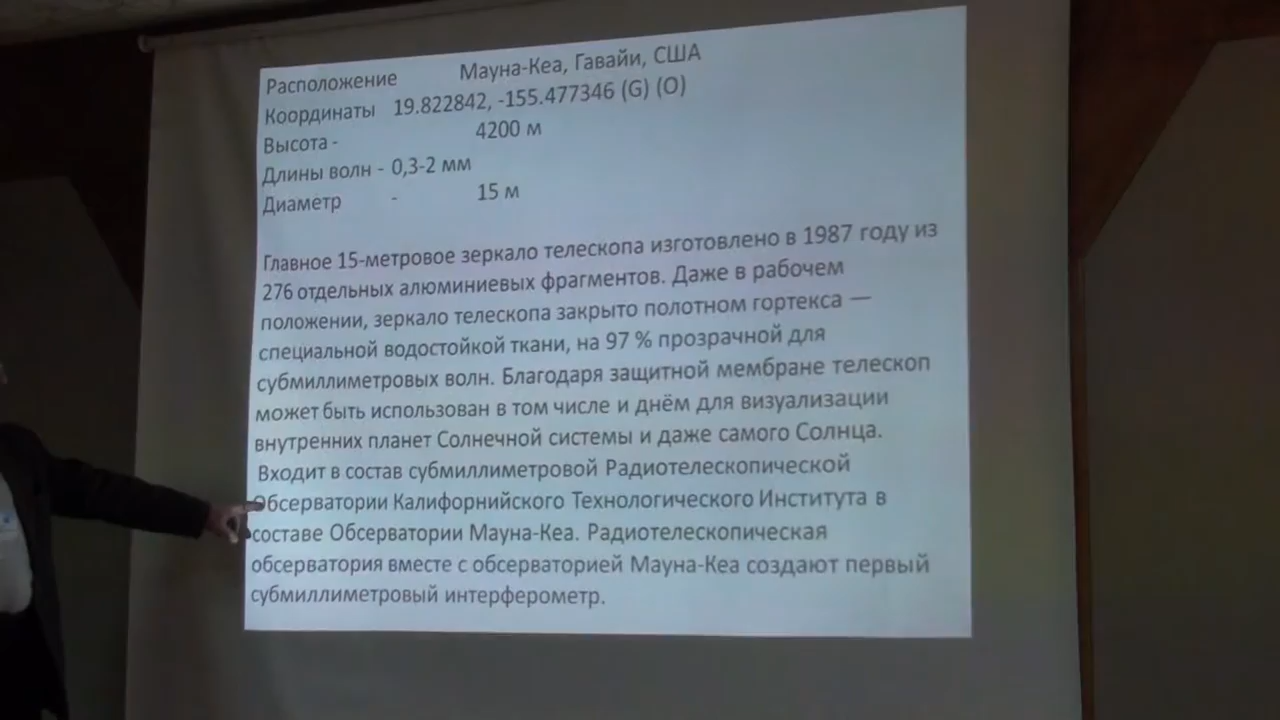 Расположение Мауна-Кеа, Гавайи, США
Координаты 19.822842, -155.477346 (G) (O)
Высота - 4200 м
Длины волн - 0,3-2 мм
Диаметр - 15 м
Главное 15-метровое зеркало телескопа изготовлено в 1987 году из
276 отдельных алюминиевых фрагментов. Даже в рабочем
положении, зеркало телескопа закрыто полотном гортекса —
специальной водостойкой ткани, на 97 % прозрачной для
субмиллиметровых волн. Благодаря защитной мембране телескоп
может быть использован в том числе и днём для визуализации
внутренних планет Солнечной системы и даже самого Солнца.
Входит в состав субмиллиметровой Радиотелескопической
Обсерватории Калифорнийского Технологического Института в
составе Обсерватории Мауна-Кеа. Радиотелескопическая
обсерватория вместе с обсерваторией Мауна-Кеа создают первый
субмиллиметровый интерферометр.